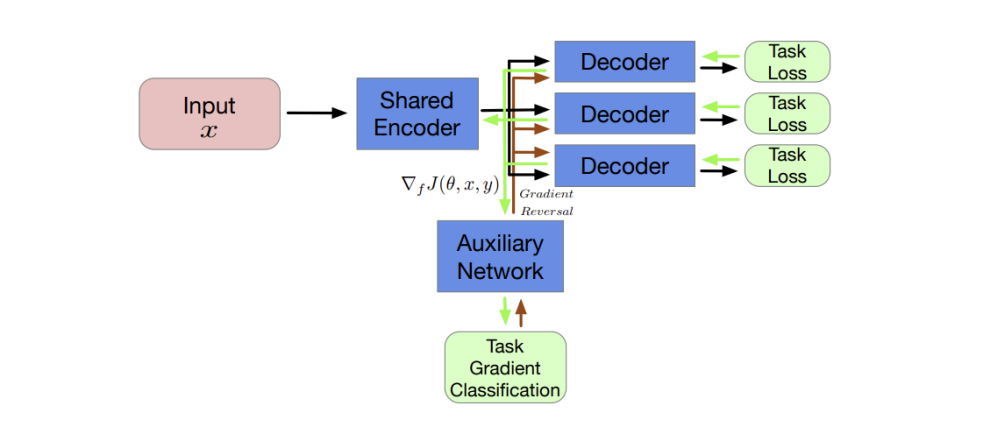 Input
x
Shared
Encoder
Decoder
Task
Loss
Decoder
Task
Loss
Decoder
Task
Loss
∇_f J(θ, x, y)
Gradient
Reversal
Auxiliary
Network
Task
Gradient
Classification